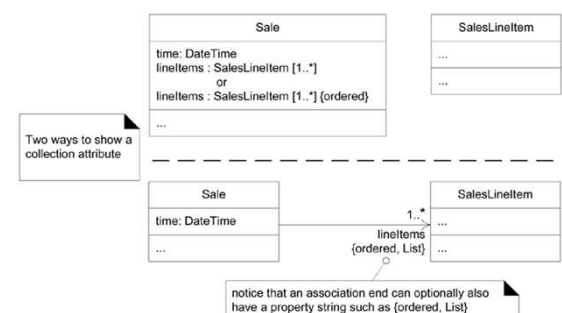 Sale
SalesLineItem
time: DateTime
lineItems : SalesLineItem [1..*]
or
lineItems : SalesLineItem [1..*] {ordered}
...
...
...
Two ways to show a
collection attribute
Sale
SalesLineItem
time: DateTime
1..*
...
lineItems
{ordered, List}
...
...
notice that an association end can optionally also
have a property string such as {ordered, List}